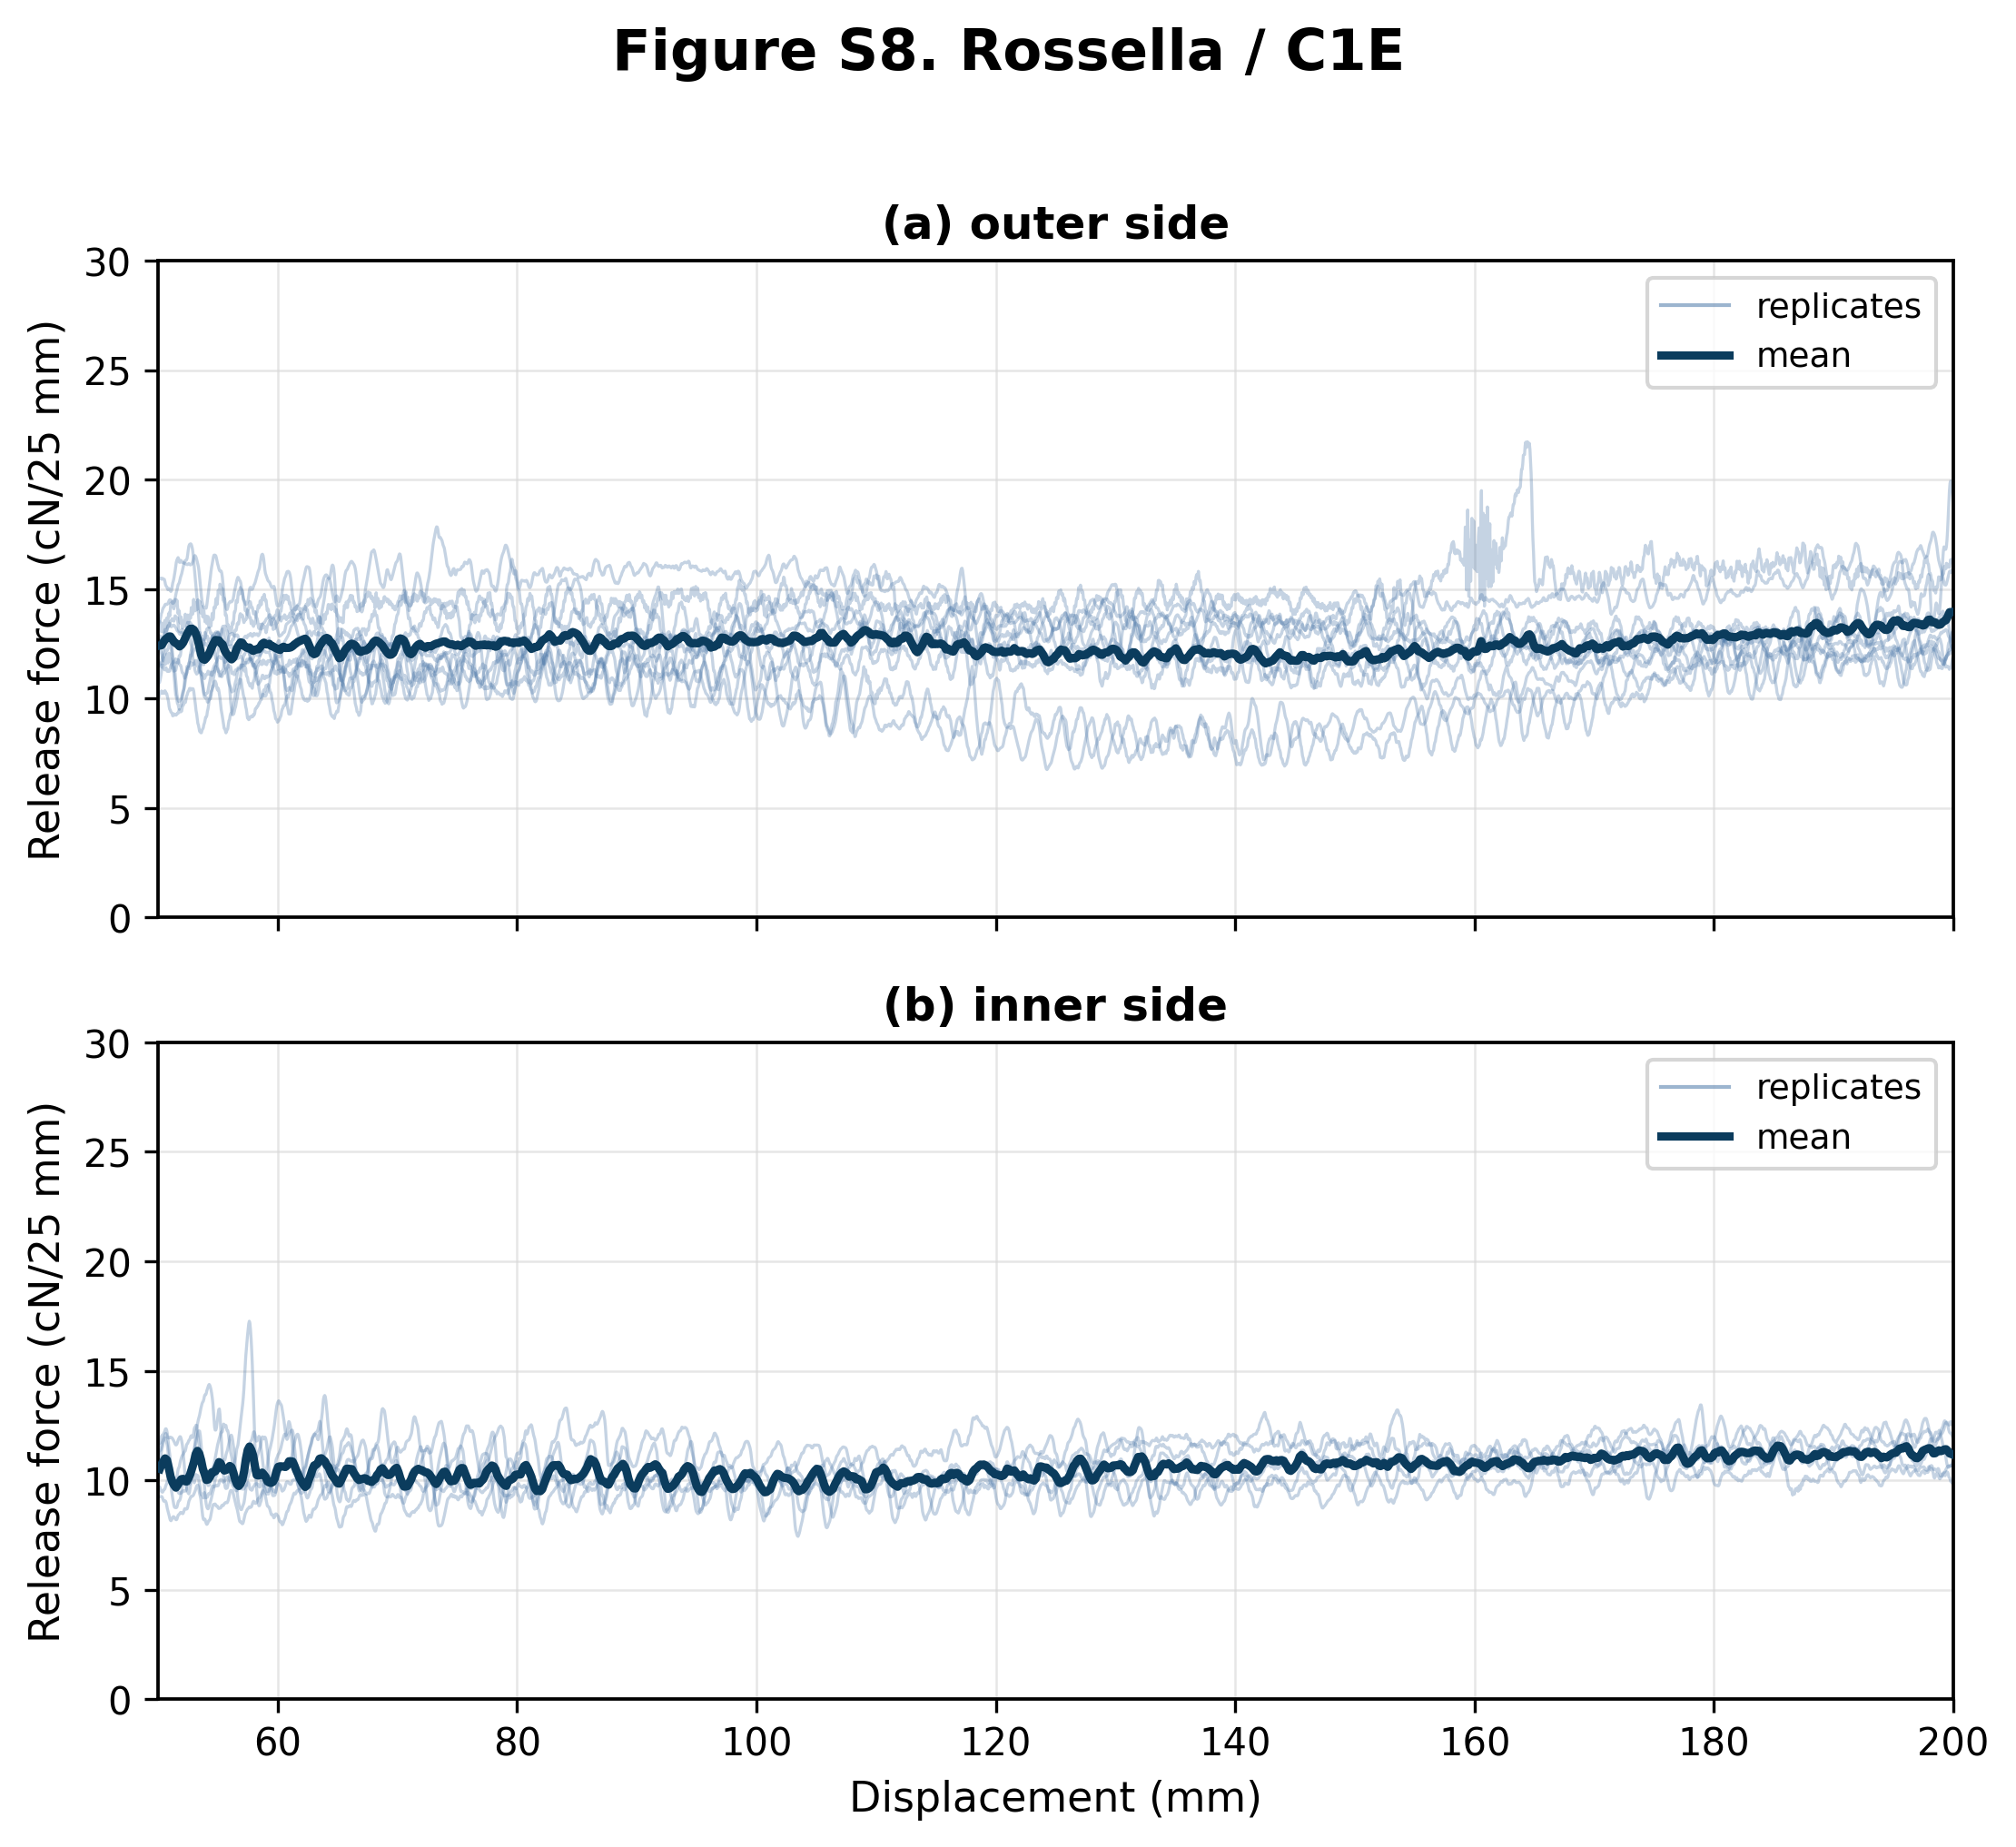 Figure S8. Rossella / C1E
(a) outer side
Release force (cN/25 mm)
30
25
20
15
10
5
0
replicates
mean
(b) inner side
Release force (cN/25 mm)
30
25
20
15
10
5
0
replicates
mean
60 80 100 120 140 160 180 200
Displacement (mm)